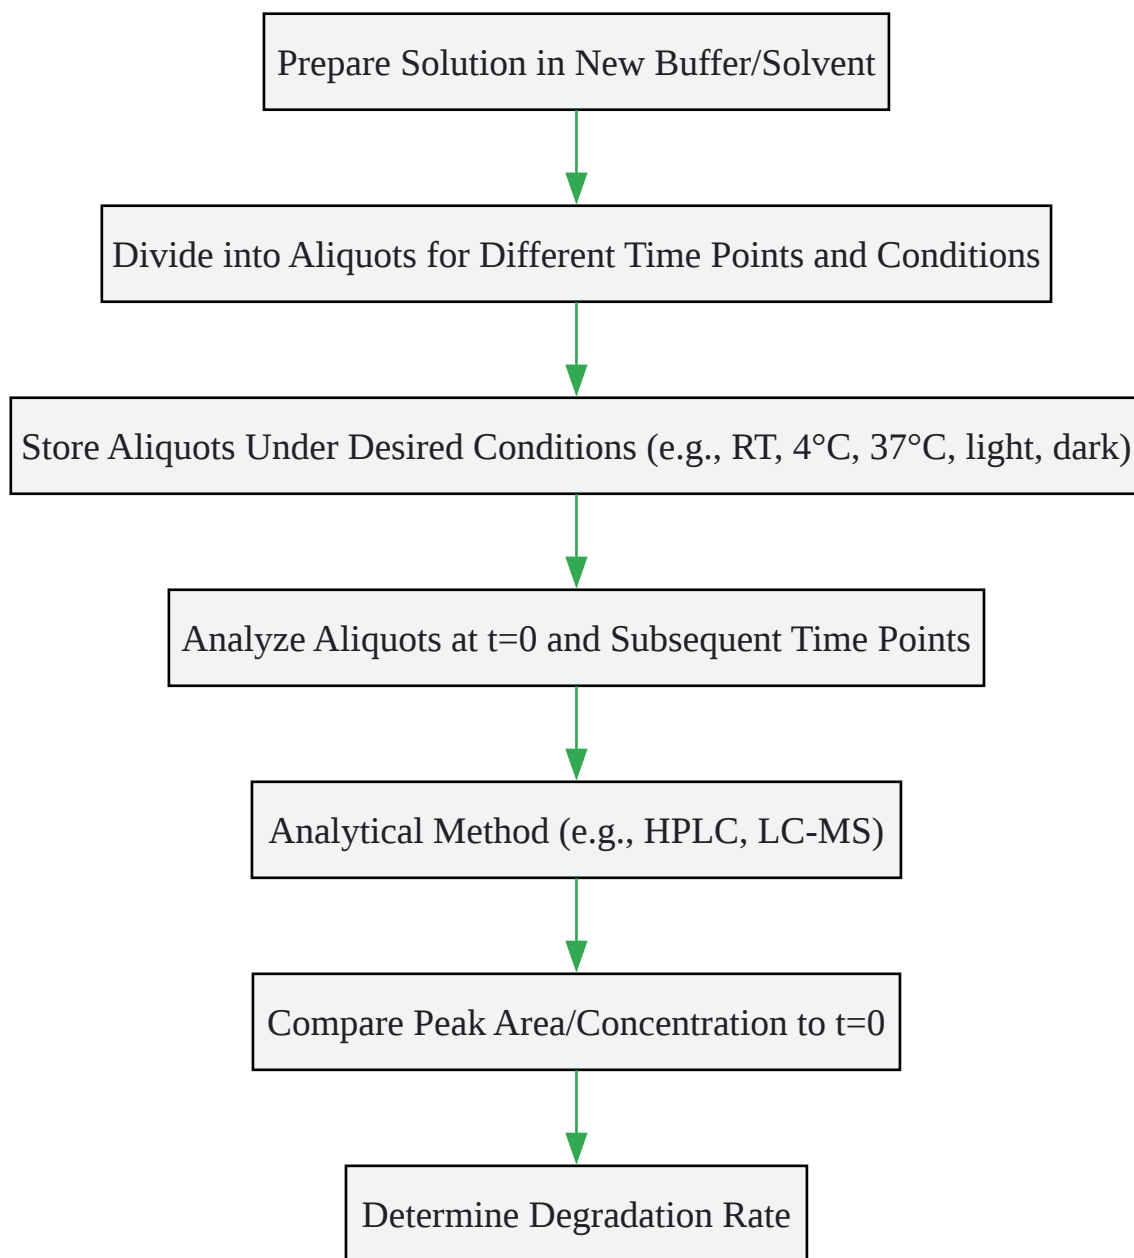 Prepare Solution in New Buffer/Solvent
Divide into Aliquots for Different Time Points and Conditions
Store Aliquots Under Desired Conditions (e.g., RT, 4°C, 37°C, light, dark)
Analyze Aliquots at t=0 and Subsequent Time Points
Analytical Method (e.g., HPLC, LC-MS)
Compare Peak Area/Concentration to t=0
Determine Degradation Rate